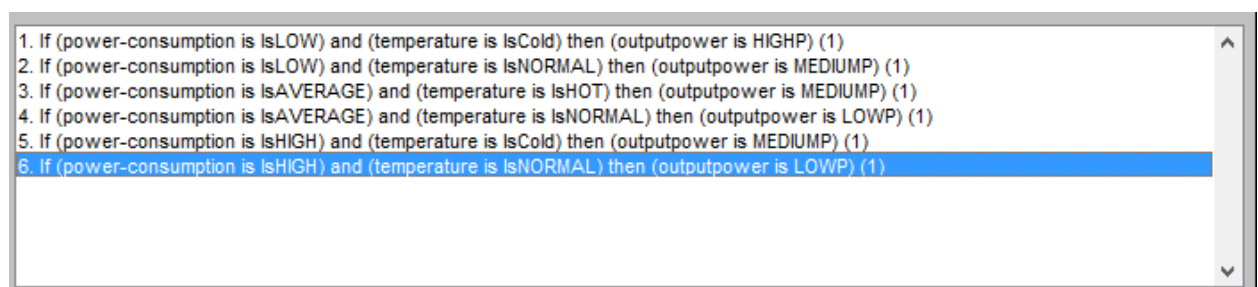 1. If (power-consumption is IsLOW) and (temperature is IsCold) then (outputpower is HIGHP) (1)
2. If (power-consumption is IsLOW) and (temperature is IsNORMAL) then (outputpower is MEDIUMP) (1)
3. If (power-consumption is IsAVERAGE) and (temperature is IsHOT) then (outputpower is MEDIUMP) (1)
4. If (power-consumption is IsAVERAGE) and (temperature is IsNORMAL) then (outputpower is LOWP) (1)
5. If (power-consumption is IsHIGH) and (temperature is IsCold) then (outputpower is MEDIUMP) (1)
6. If (power-consumption is IsHIGH) and (temperature is IsNORMAL) then (outputpower is LOWP) (1)